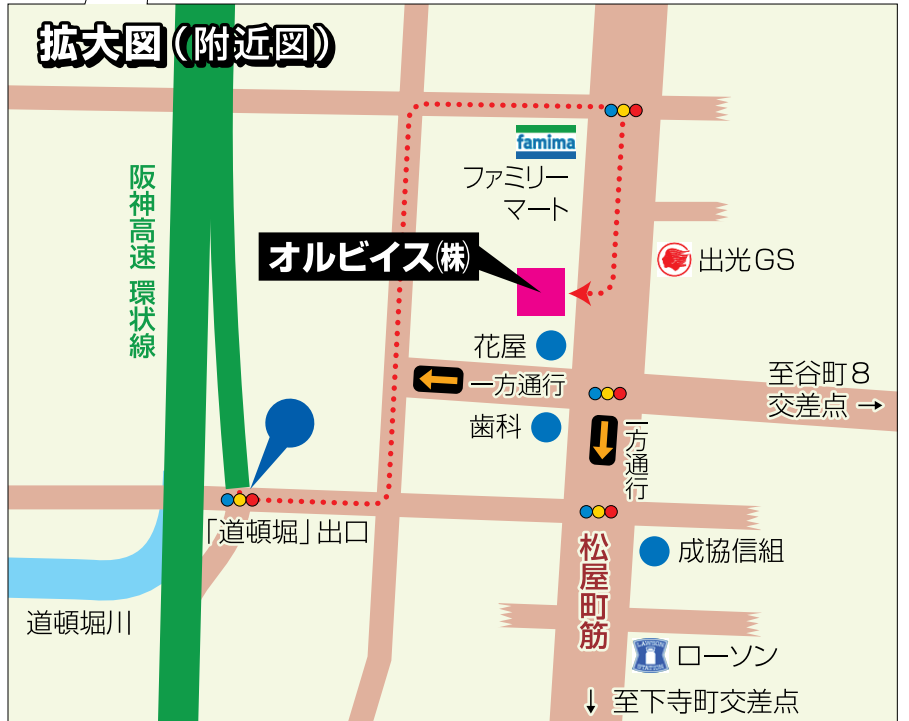 拡大図（附近図）
famima
ファミリー
マート
阪神高速 環状線
オルビイス㈱
出光GS
花屋
一方通行
至谷町8
交差点 →
歯科
一方通行
「道頓堀」出口
松屋町筋
成協信組
道頓堀川
LAWSON
STATION
ローソン
↓ 至下寺町交差点